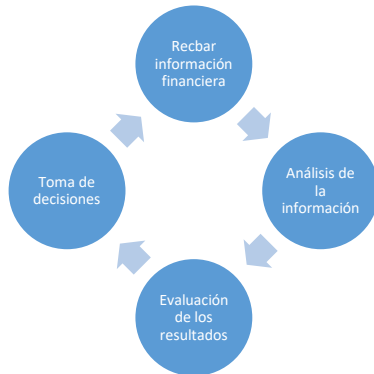 Recbar
información
financiera
Análisis de
la
información
Evaluación
de los
resultados
Toma de
decisiones